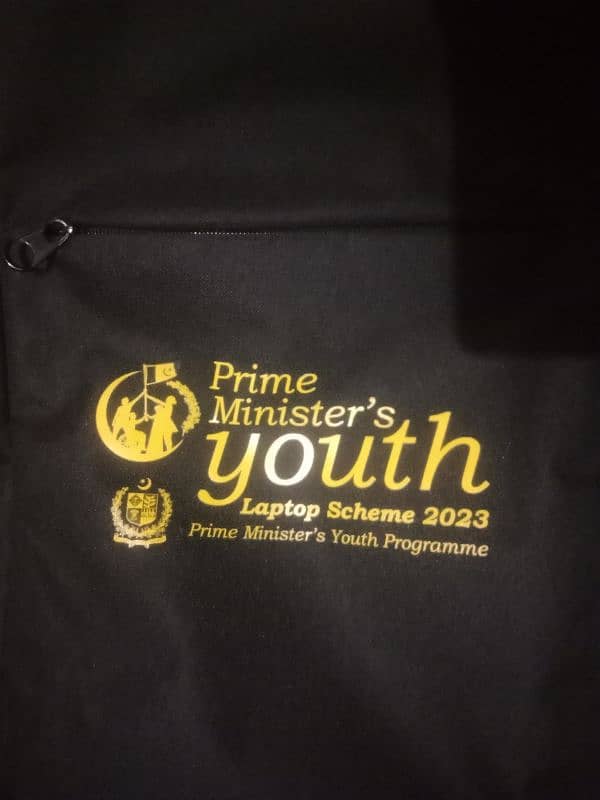 Prime
Minister's
youth
Laptop Scheme 2023
Prime Minister's Youth Programme